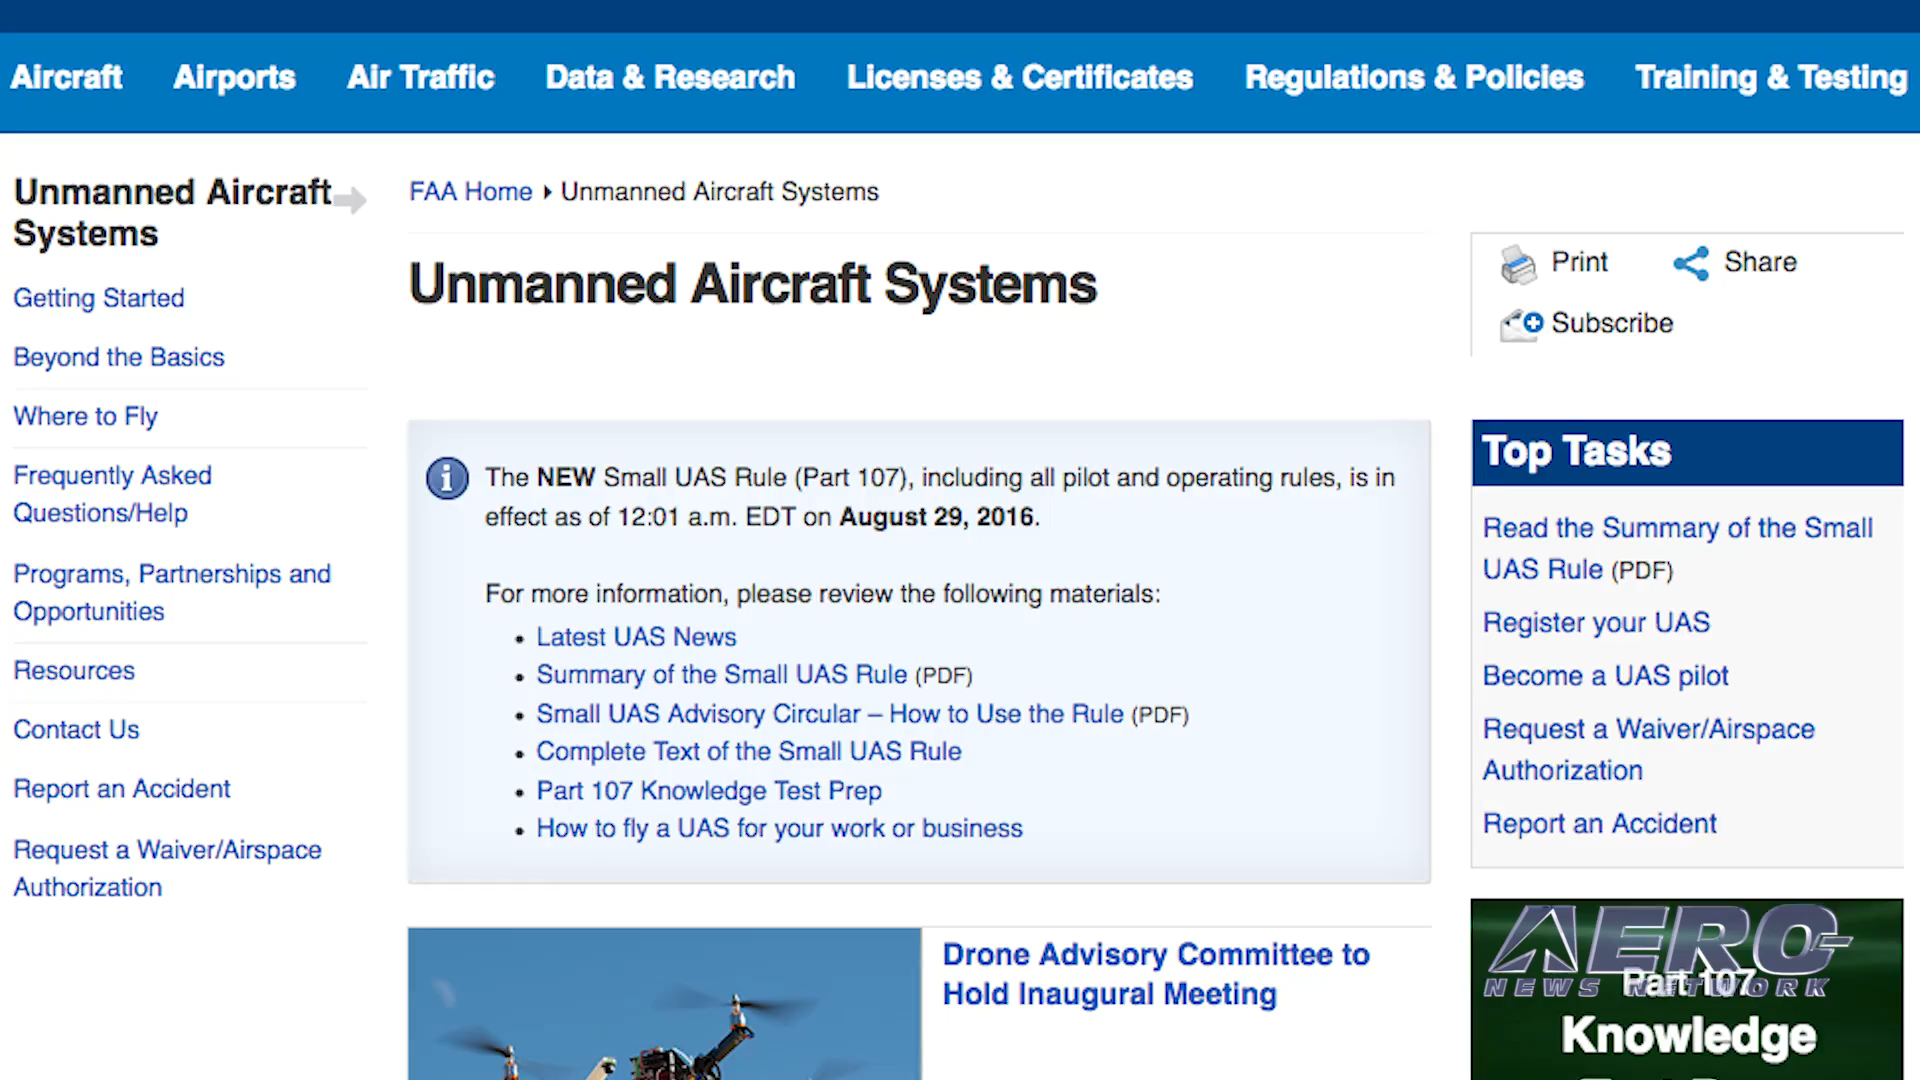 Aircraft Airports Air Traffic Data & Research Licenses & Certificates Regulations & Policies Training & Testing
Unmanned Aircraft
Systems
Getting Started
Beyond the Basics
Where to Fly
Frequently Asked
Questions/Help
Programs, Partnerships and
Opportunities
Resources
Contact Us
Report an Accident
Request a Waiver/Airspace
Authorization
FAA Home Unmanned Aircraft Systems
Unmanned Aircraft Systems
The NEW Small UAS Rule (Part 107), including all pilot and operating rules, is in
effect as of 12:01 a.m. EDT on August 29, 2016.
For more information, please review the following materials:
• Latest UAS News
• Summary of the Small UAS Rule (PDF)
• Small UAS Advisory Circular – How to Use the Rule (PDF)
• Complete Text of the Small UAS Rule
• Part 107 Knowledge Test Prep
• How to fly a UAS for your work or business
Drone Advisory Committee to
Hold Inaugural Meeting
Print Share
Subscribe
Top Tasks
Read the Summary of the Small
UAS Rule (PDF)
Register your UAS
Become a UAS pilot
Request a Waiver/Airspace
Authorization
Report an Accident
AERO-
NEWS NETWORK
Part 107
Knowledge